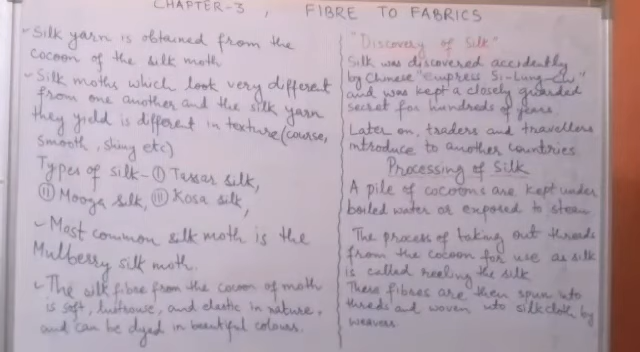 CHAPTER-3, FIBRE TO FABRICS
Silk yarn is obtained from the
cocoon of the silk moth
Silk moths which look very different
from one another and the silk yarn
they yield is different in texture (coarse,
smooth, shiny etc)
Types of silk - (i) Tassar silk,
(ii) Mooga silk, (iii) Kosa silk,
Most common silk moth is the
Mulberry silk moth.
The silk fibre from the cocoon of moth
is soft, lustrouse, and elastic in nature,
and can be dyed in beautiful colours.
"Discovery of Silk"
Silk was discovered accidently
by Chinese "empress Si-Lung-
and was kept a closely guarded
secret for hundreds of years.
Later on, traders and travellers
introduce to another countries.
Processing of Silk
A pile of cocoons are kept under
boiled water or exposed to steam
The process of taking out threads
from the cocoon for use as silk
is called reeling the silk
These fibres are then spun into
threads and woven into silk cloth by
weavers